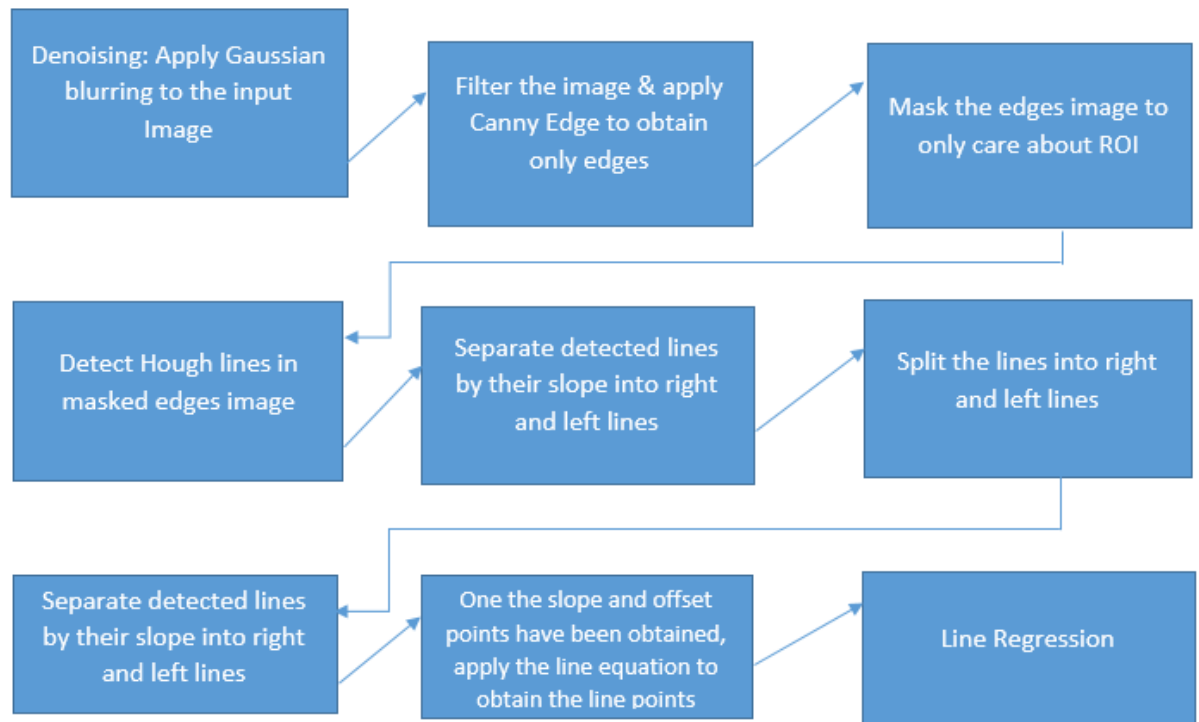 Denoising: Apply Gaussian
blurring to the input
Image
Filter the image & apply
Canny Edge to obtain
only edges
Mask the edges image to
only care about ROI
Detect Hough lines in
masked edges image
Separate detected lines
by their slope into right
and left lines
Split the lines into right
and left lines
Separate detected lines
by their slope into right
and left lines
One the slope and offset
points have been obtained,
apply the line equation to
obtain the line points
Line Regression